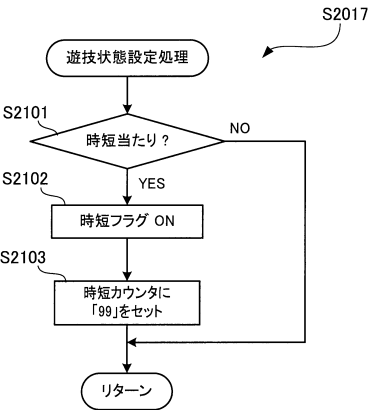 S2017
遊技状態設定処理
S2101
時短当たり？
NO
YES
S2102
時短フラグ ON
S2103
時短カウンタに
「99」をセット
リターン